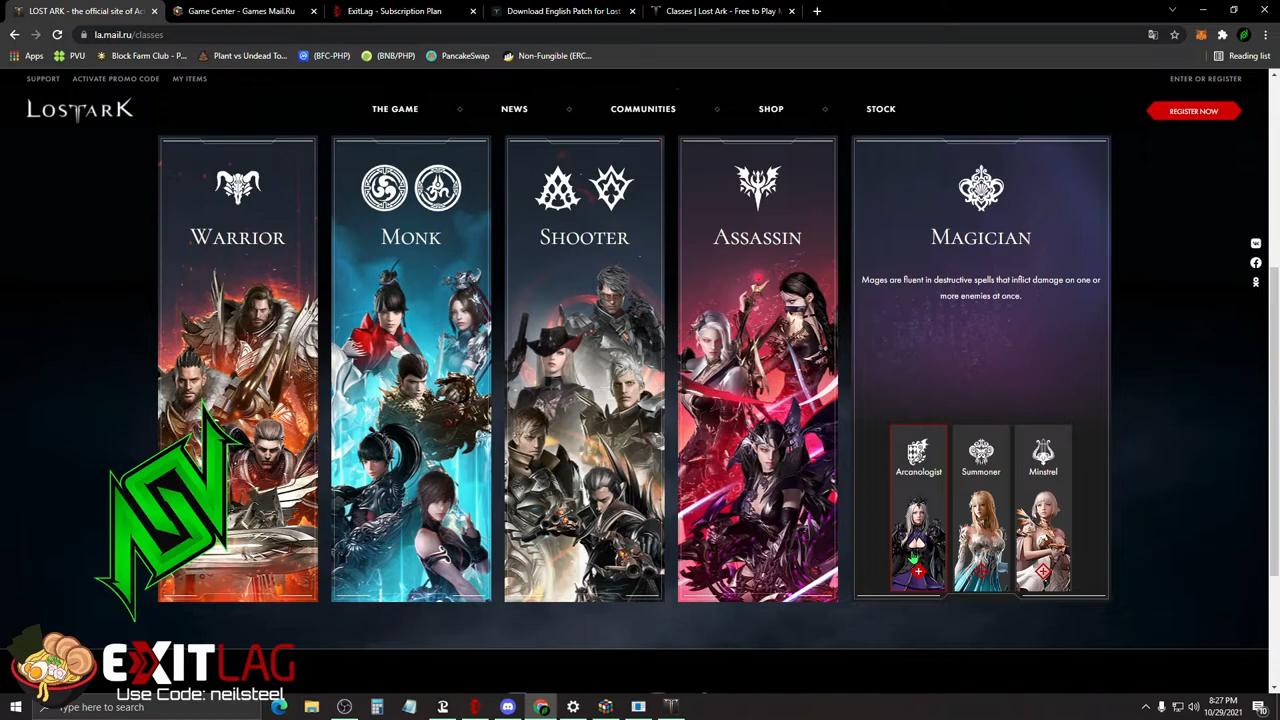 LOST ARK - the official site of Ac
Game Center - Games Mail.Ru
ExitLag - Subscription Plan
Download English Patch for Lost
Classes | Lost Ark - Free to Play M
la.mail.ru/classes
Apps
PVU
Block Farm Club - P...
Plant vs Undead To...
(BFC-PHP)
(BNB/PHP)
PancakeSwap
Non-Fungible (ERC...
Reading list
SUPPORT
ACTIVATE PROMO CODE
MY ITEMS
ENTER OR REGISTER
LOST ARK
THE GAME
NEWS
COMMUNITIES
SHOP
STOCK
REGISTER NOW
WARRIOR
MONK
SHOOTER
ASSASSIN
MAGICIAN
Mages are fluent in destructive spells that inflict damage on one or
more enemies at once.
Arcanologist
Summoner
Minstrel
EXITLAG
Use Code: neilsteel
Type here to search
8:27 PM
10/29/2021
10